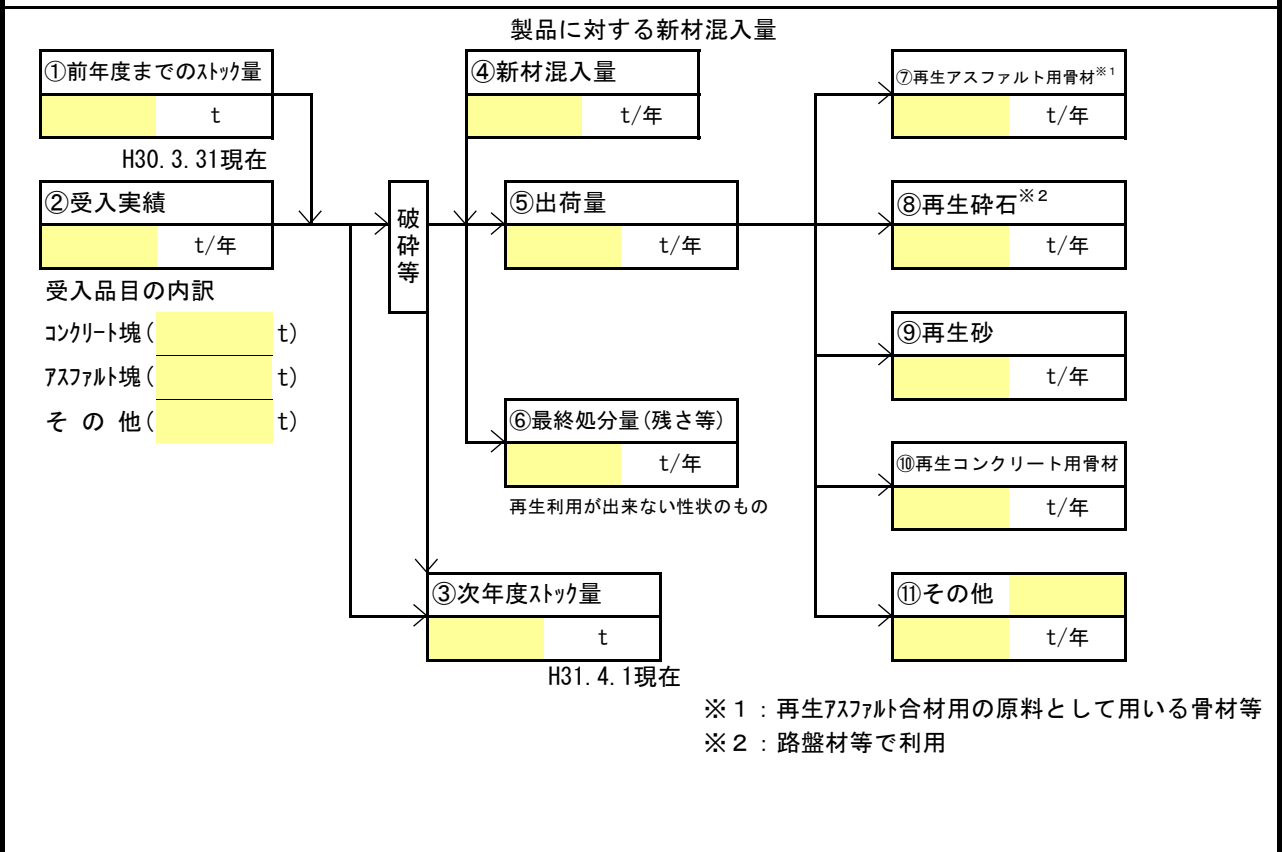 製品に対する新材混入量
①前年度までのｽﾄｯｸ量
t
H30.3.31現在
②受入実績
t/年
受入品目の内訳
ｺﾝｸﾘｰﾄ塊( t)
ｱｽﾌｧﾙﾄ塊( t)
そ の 他( t)
破砕等
④新材混入量
t/年
⑤出荷量
t/年
⑥最終処分量(残さ等)
t/年
再生利用が出来ない性状のもの
③次年度ｽﾄｯｸ量
t
H31.4.1現在
⑦再生アスファルト用骨材※1
t/年
⑧再生砕石※2
t/年
⑨再生砂
t/年
⑩再生コンクリート用骨材
t/年
⑪その他
t/年
※１：再生ｱｽﾌｧﾙﾄ合材用の原料として用いる骨材等
※２：路盤材等で利用